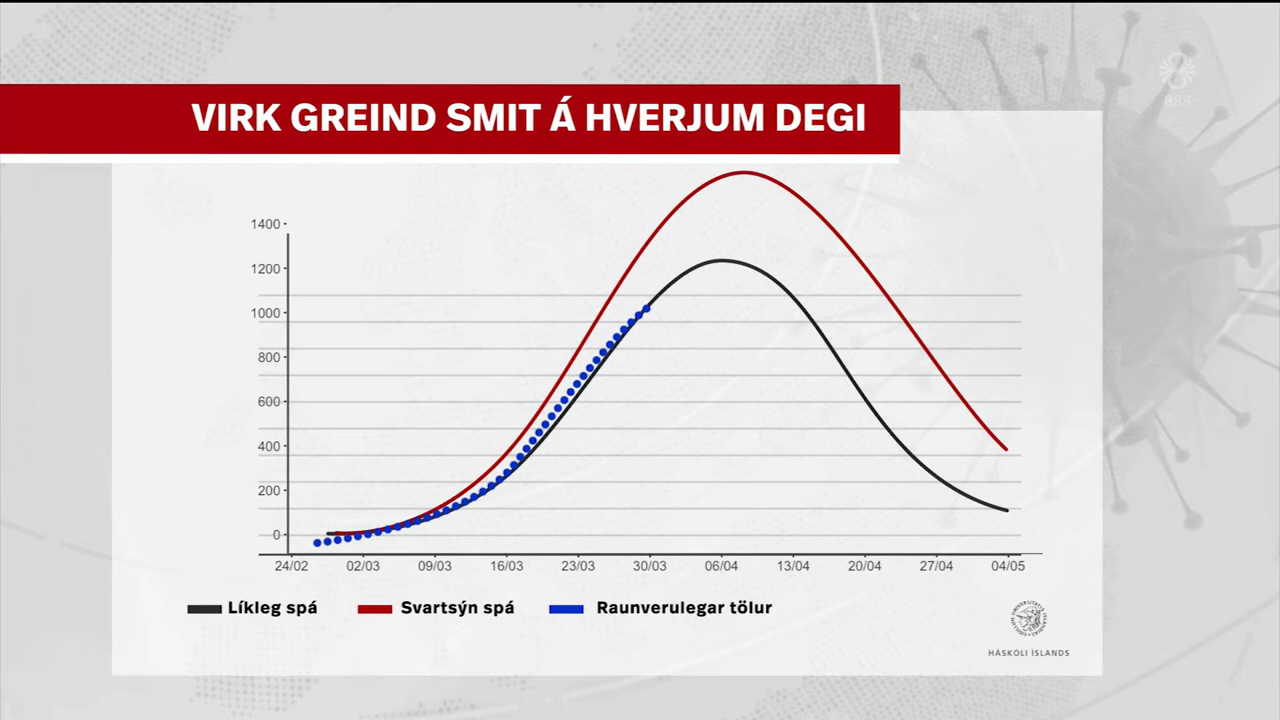 VIRK GREIND SMIT Á HVERJUM DEGI
888
1400
1200
1000
800
600
400
200
0
24/02 02/03 09/03 16/03 23/03 30/03 06/04 13/04 20/04 27/04 04/05
Líkleg spá Svartsýn spá Raunverulegar tölur
HÁSKÓLI ÍSLANDS